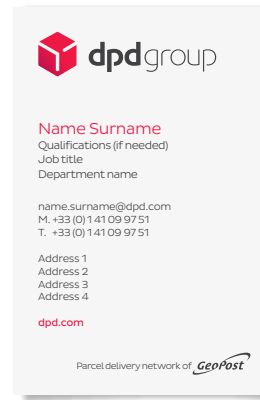 dpdgroup
Name Surname
Qualifications (if needed)
Job title
Department name
name.surname@dpd.com
M. +33 (0) 1 41 09 97 51
T. +33 (0) 1 41 09 97 51
Address 1
Address 2
Address 3
Address 4
dpd.com
Parcel delivery network of GeoPost